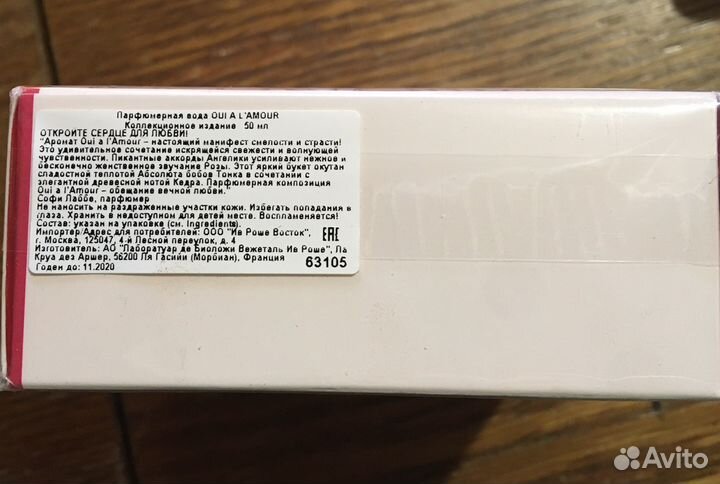 Парфюмерная вода OUI A L'AMOUR
Коллекционное издание 50 мл
ОТКРОЙТЕ СЕРДЦЕ ДЛЯ ЛЮБВИ!
"Аромат Oui a l'Amour – настоящий манифест смелости и страсти!
Это удивительное сочетание искрящейся свежести и волнующей
чувственности. Пикантные аккорды Ангелики усиливают нежное и
бесконечно женственное звучание Розы. Этот яркий букет окутан
сладостной теплотой Абсолюта бобов Тонка в сочетании с
элегантной древесной нотой Кедра. Парфюмерная композиция
Oui a l'Amour – обещание вечной любви."
Софи Лаббе, парфюмер
Не наносить на раздраженные участки кожи. Избегать попадания в
глаза. Хранить в недоступном для детей месте. Воспламеняется!
Состав: указан на упаковке (см. Ingredients).
Импортер/Адрес для потребителей: ООО "Ив Роше Восток",
г. Москва, 125047, 4-й Лесной переулок, д. 4
Изготовитель: АО "Лаборатуар де Биоложи Вежеталь Ив Роше", Ла
Круа дез Аршер, 56200 Ля Гасийи (Морбиан), Франция
Годен до: 11.2020
EAC
63105
Avito